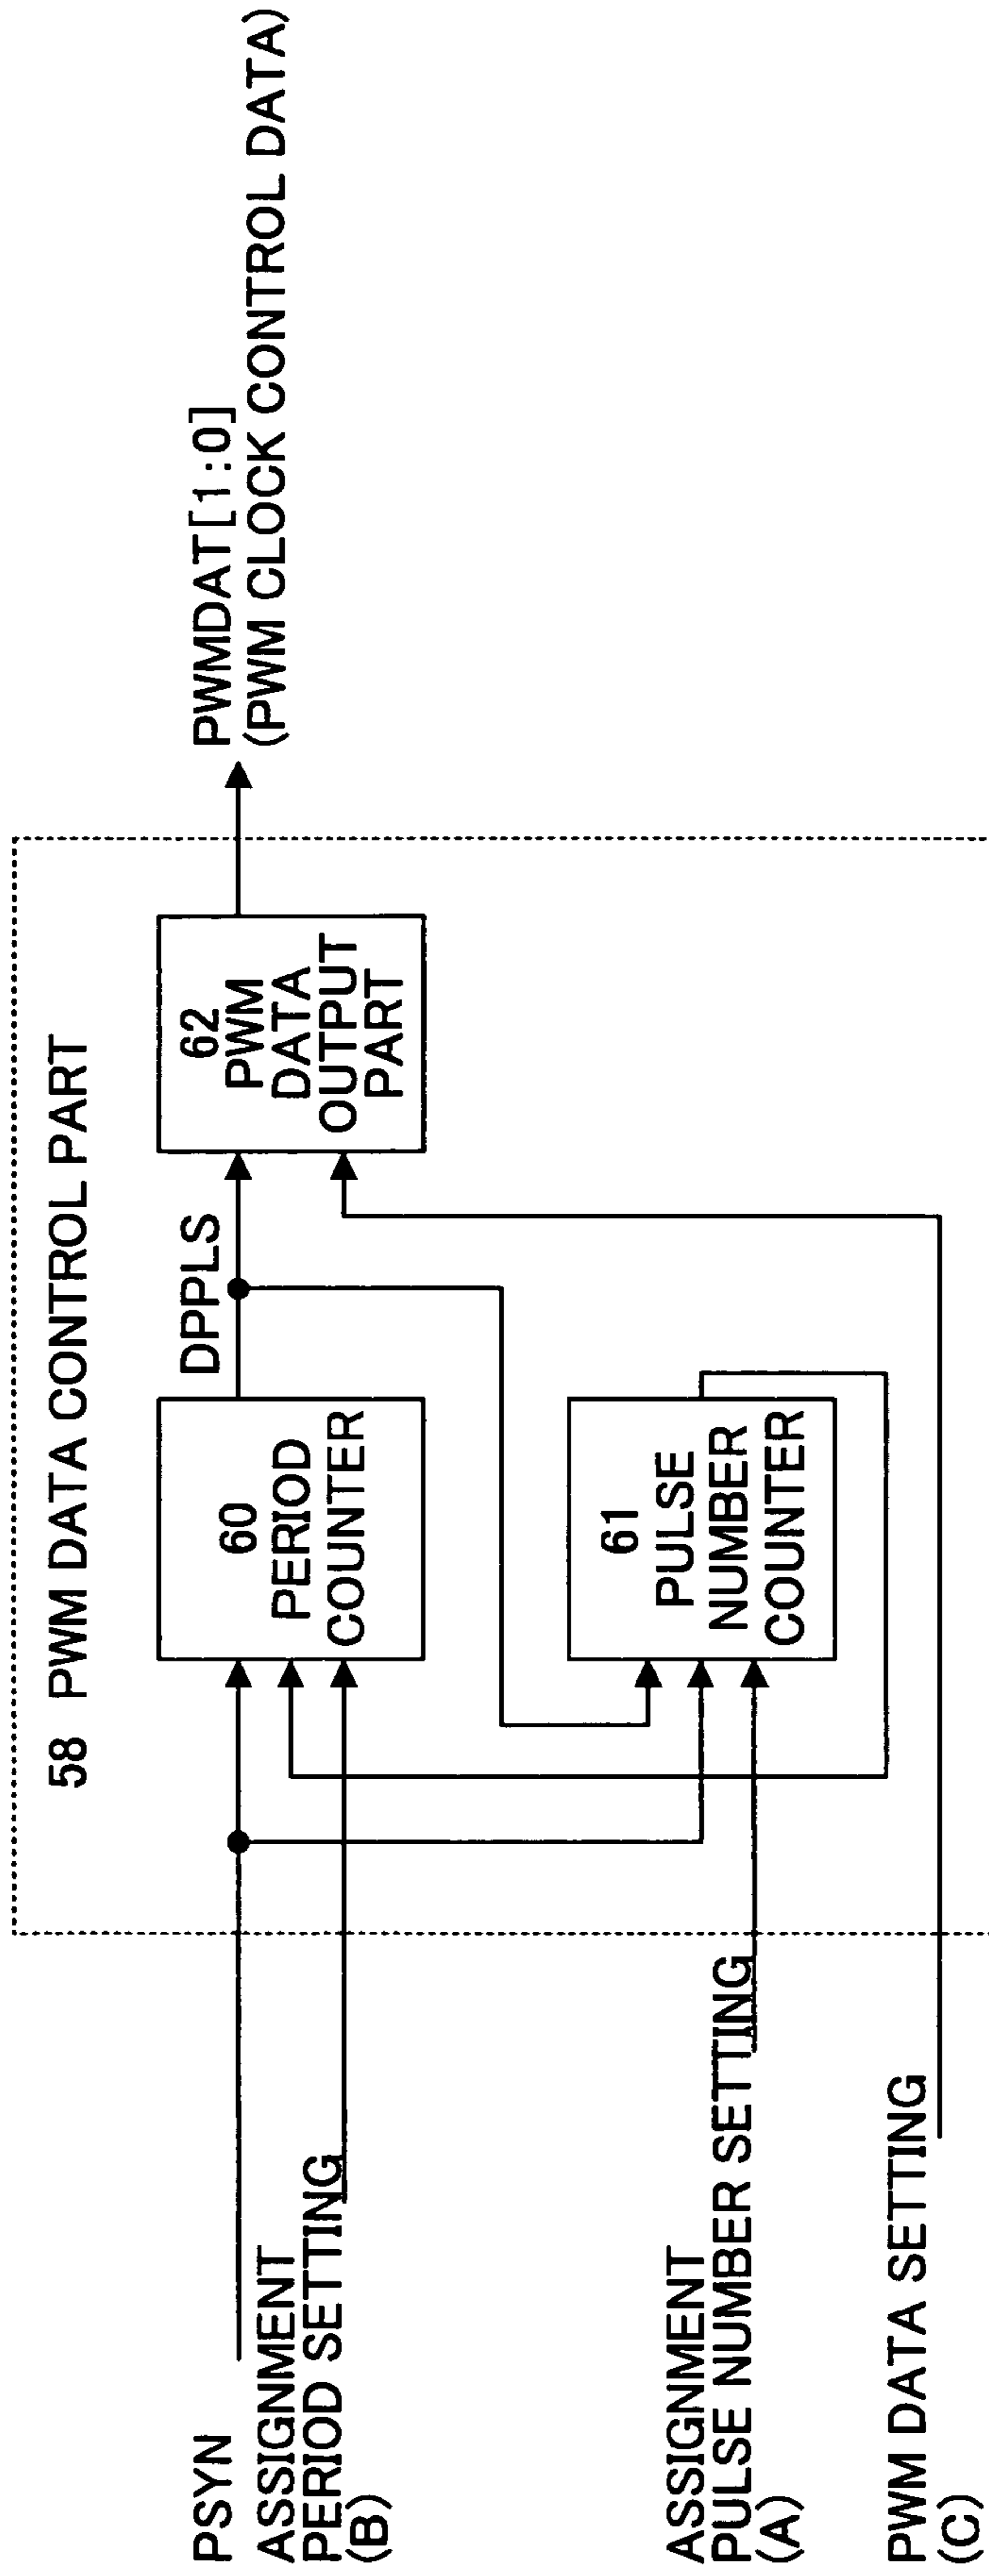 58 PWM DATA CONTROL PART
PSYN
ASSIGNMENT
PERIOD SETTING
(B)
60
PERIOD
COUNTER
DPPLS
62
PWM
DATA
OUTPUT
PART
PWMDAT[1:0]
(PWM CLOCK CONTROL DATA)
ASSIGNMENT
PULSE NUMBER SETTING
(A)
61
PULSE
NUMBER
COUNTER
PWM DATA SETTING
(C)